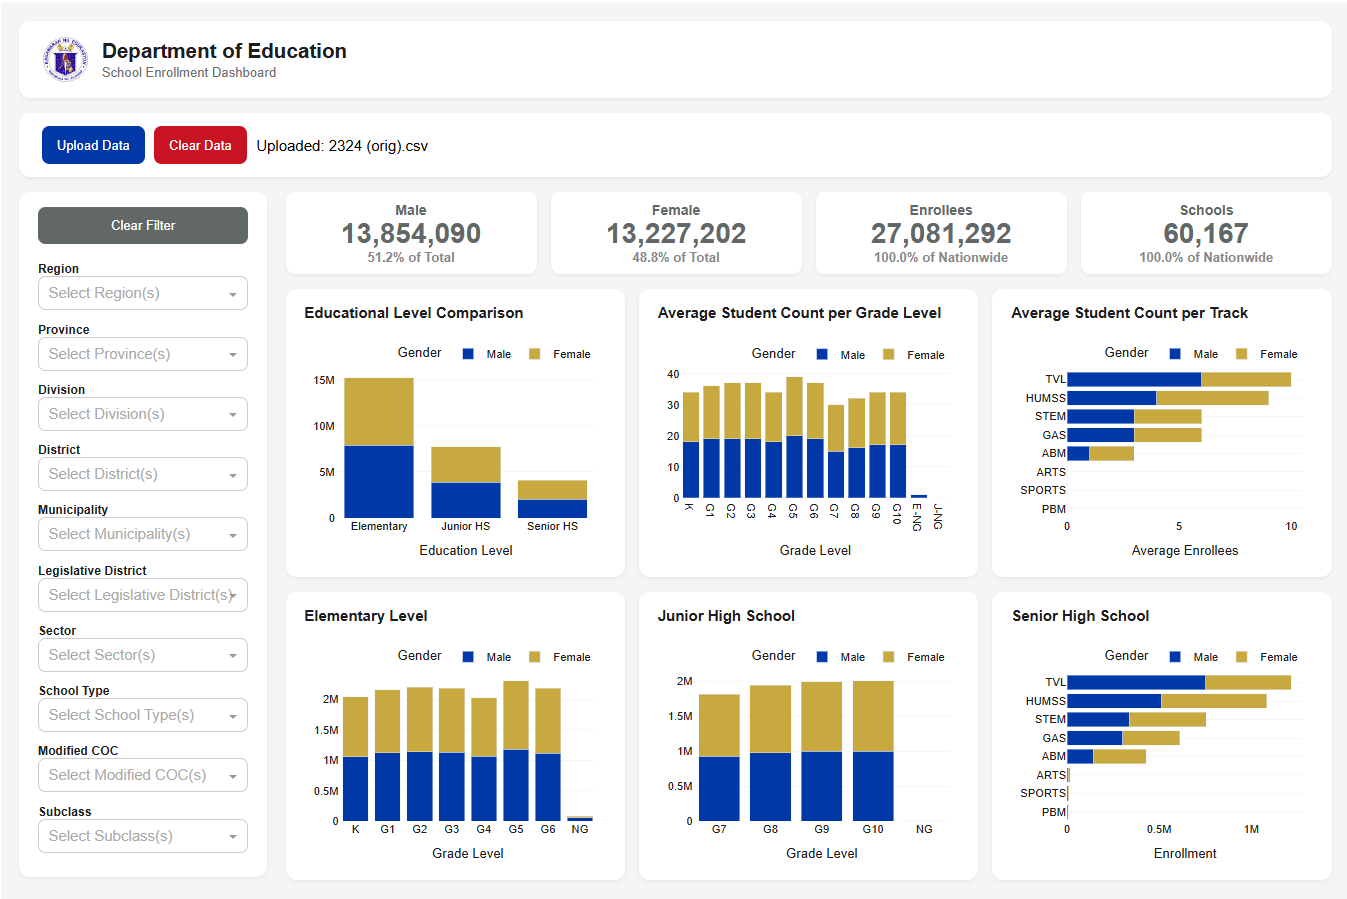 Department of Education
School Enrollment Dashboard
Upload Data
Clear Data
Uploaded: 2324 (orig).csv
Clear Filter
Region
Select Region(s)
Province
Select Province(s)
Division
Select Division(s)
District
Select District(s)
Municipality
Select Municipality(s)
Legislative District
Select Legislative District(s)
Sector
Select Sector(s)
School Type
Select School Type(s)
Modified COC
Select Modified COC(s)
Subclass
Select Subclass(s)
Male
13,854,090
51.2% of Total
Female
13,227,202
48.8% of Total
Enrollees
27,081,292
100.0% of Nationwide
Schools
60,167
100.0% of Nationwide
Educational Level Comparison
Gender Male Female
15M
10M
5M
0
Elementary Junior HS Senior HS
Education Level
Average Student Count per Grade Level
Gender Male Female
40
30
20
10
0
K G1 G2 G3 G4 G5 G6 G7 G8 G9 G10 E-NG J-NG
Grade Level
Average Student Count per Track
Gender Male Female
TVL
HUMSS
STEM
GAS
ABM
ARTS
SPORTS
PBM
0 5 10
Average Enrollees
Elementary Level
Gender Male Female
2M
1.5M
1M
0.5M
0
K G1 G2 G3 G4 G5 G6 NG
Grade Level
Junior High School
Gender Male Female
2M
1.5M
1M
0.5M
0
G7 G8 G9 G10 NG
Grade Level
Senior High School
Gender Male Female
TVL
HUMSS
STEM
GAS
ABM
ARTS
SPORTS
PBM
0 0.5M 1M
Enrollment